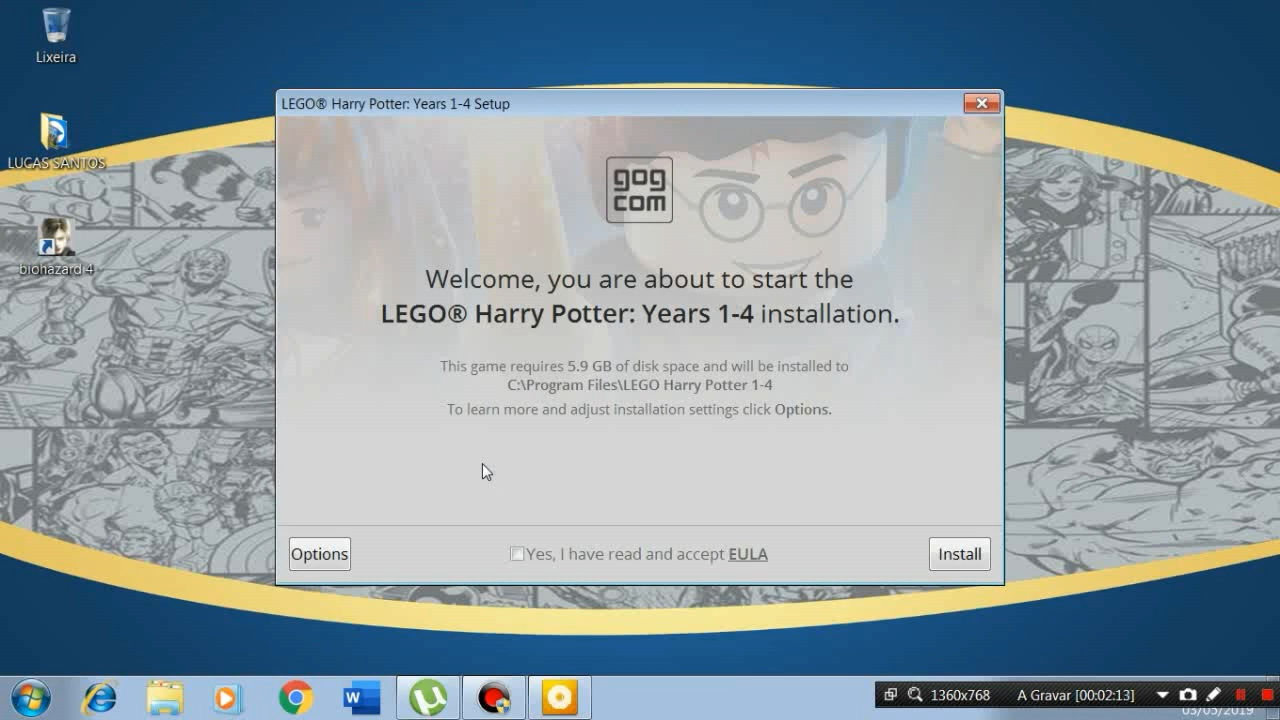 Lixeira
LUCAS SANTOS
biohazard 4
LEGO® Harry Potter: Years 1-4 Setup
gog
com
Welcome, you are about to start the
LEGO® Harry Potter: Years 1-4 installation.
This game requires 5.9 GB of disk space and will be installed to
C:\Program Files\LEGO Harry Potter 1-4
To learn more and adjust installation settings click Options.
Options
Yes, I have read and accept EULA
Install
W
1360x768
A Gravar [00:02:13]
03/05/2019